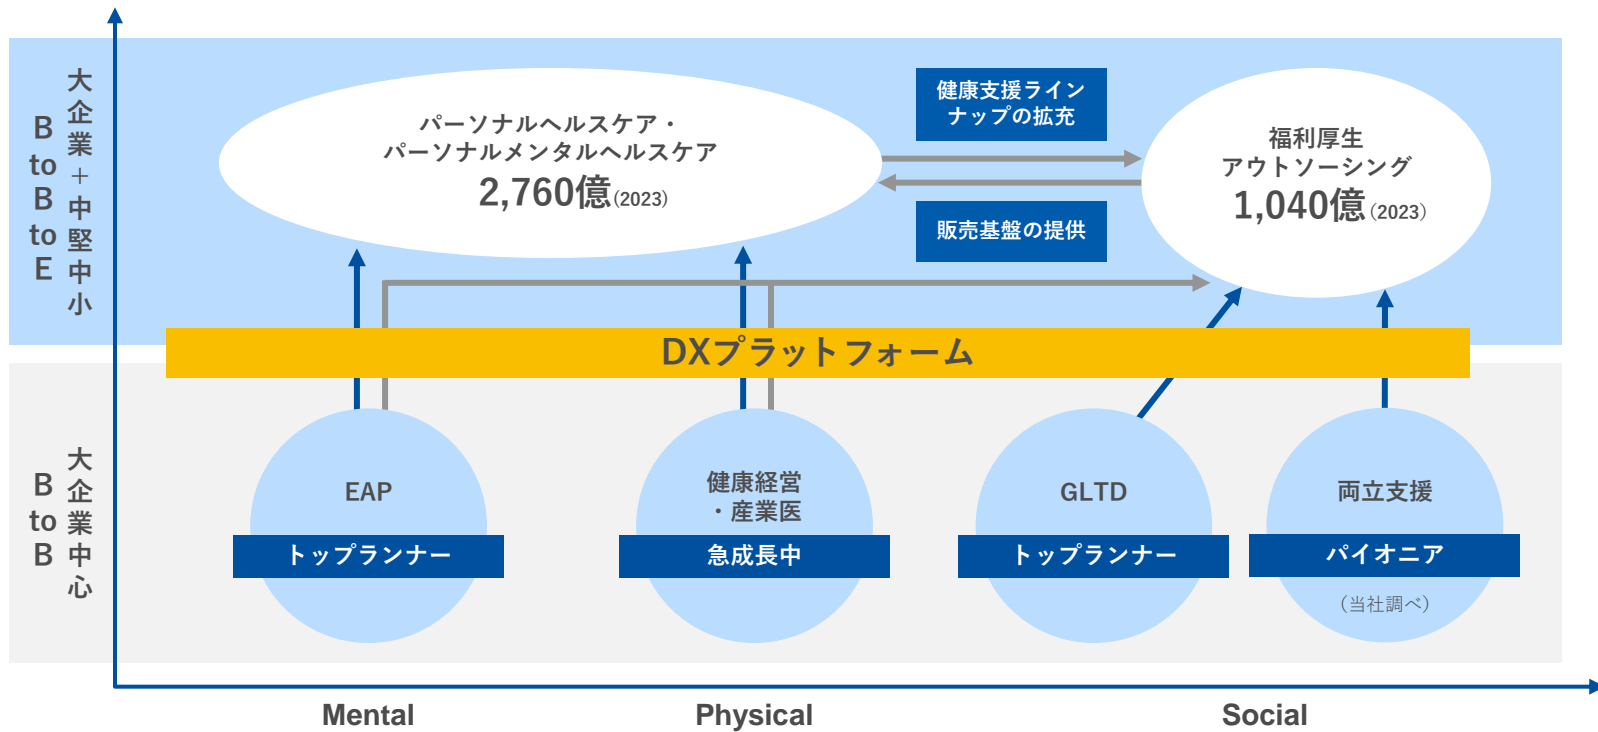 大企業+中堅中小
B to B to E
パーソナルヘルスケア・
パーソナルメンタルヘルスケア
2,760億(2023)
健康支援ライン
ナップの拡充
販売基盤の提供
福利厚生
アウトソーシング
1,040億(2023)
DXプラットフォーム
大企業中心
B to B
EAP
トップランナー
健康経営
・産業医
急成長中
GLTD
トップランナー
両立支援
パイオニア
（当社調べ）
Mental
Physical
Social